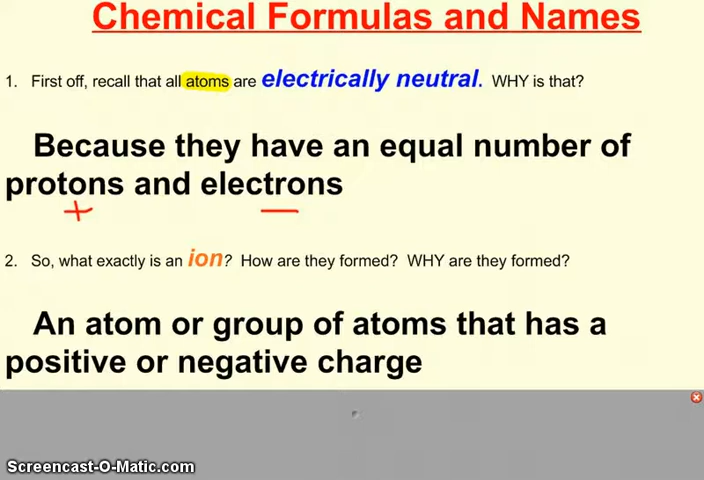 Chemical Formulas and Names
1. First off, recall that all atoms are electrically neutral. WHY is that?
Because they have an equal number of
protons and electrons
+ —
2. So, what exactly is an ion? How are they formed? WHY are they formed?
An atom or group of atoms that has a
positive or negative charge
Screencast-O-Matic.com